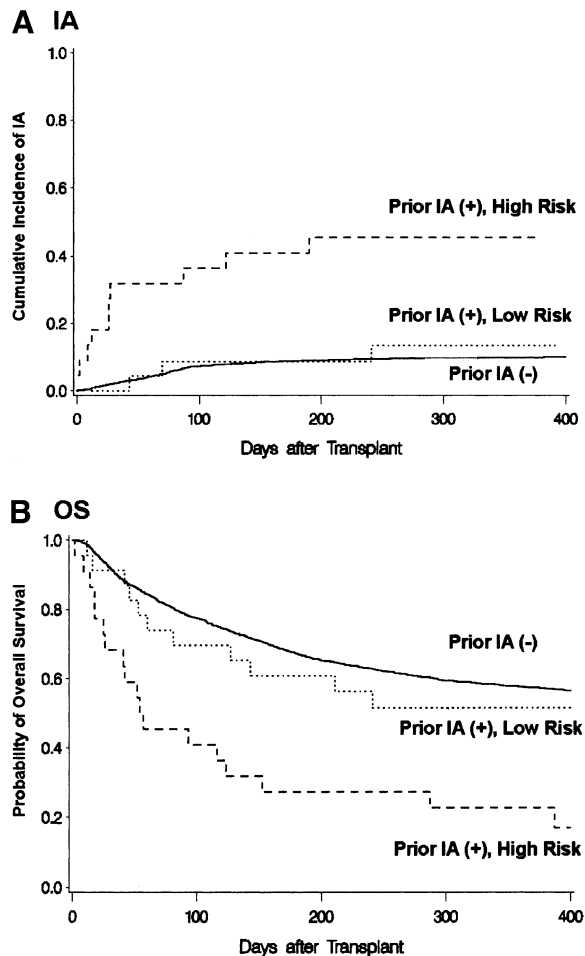 A IA
1.0
0.8
0.6
0.4
0.2
0.0
Cumulative Incidence of IA
Prior IA (+), High Risk
Prior IA (+), Low Risk
Prior IA (-)
0 100 200 300 400
Days after Transplant
B OS
1.0
0.8
0.6
0.4
0.2
0.0
Probability of Overall Survival
Prior IA (-)
Prior IA (+), Low Risk
Prior IA (+), High Risk
0 100 200 300 400
Days after Transplant